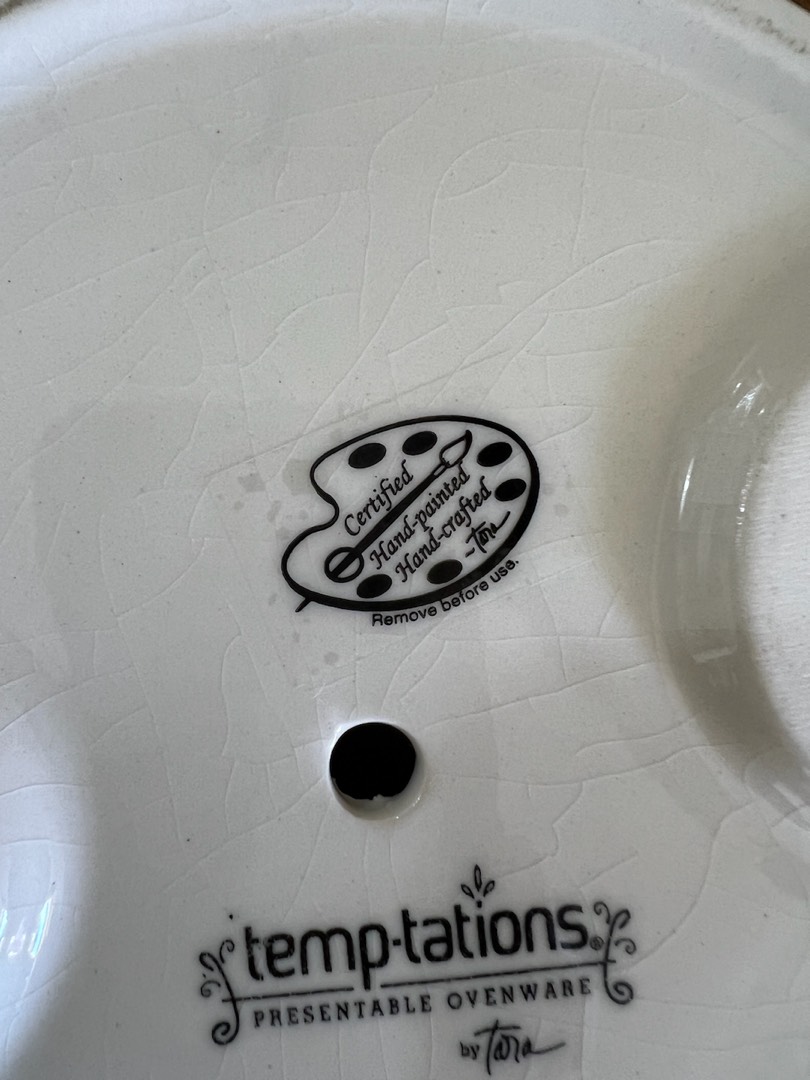 Certified
Hand-painted
Hand-crafted
-Tara
Remove before use.
temp-tations®
PRESENTABLE OVENWARE
by Tara